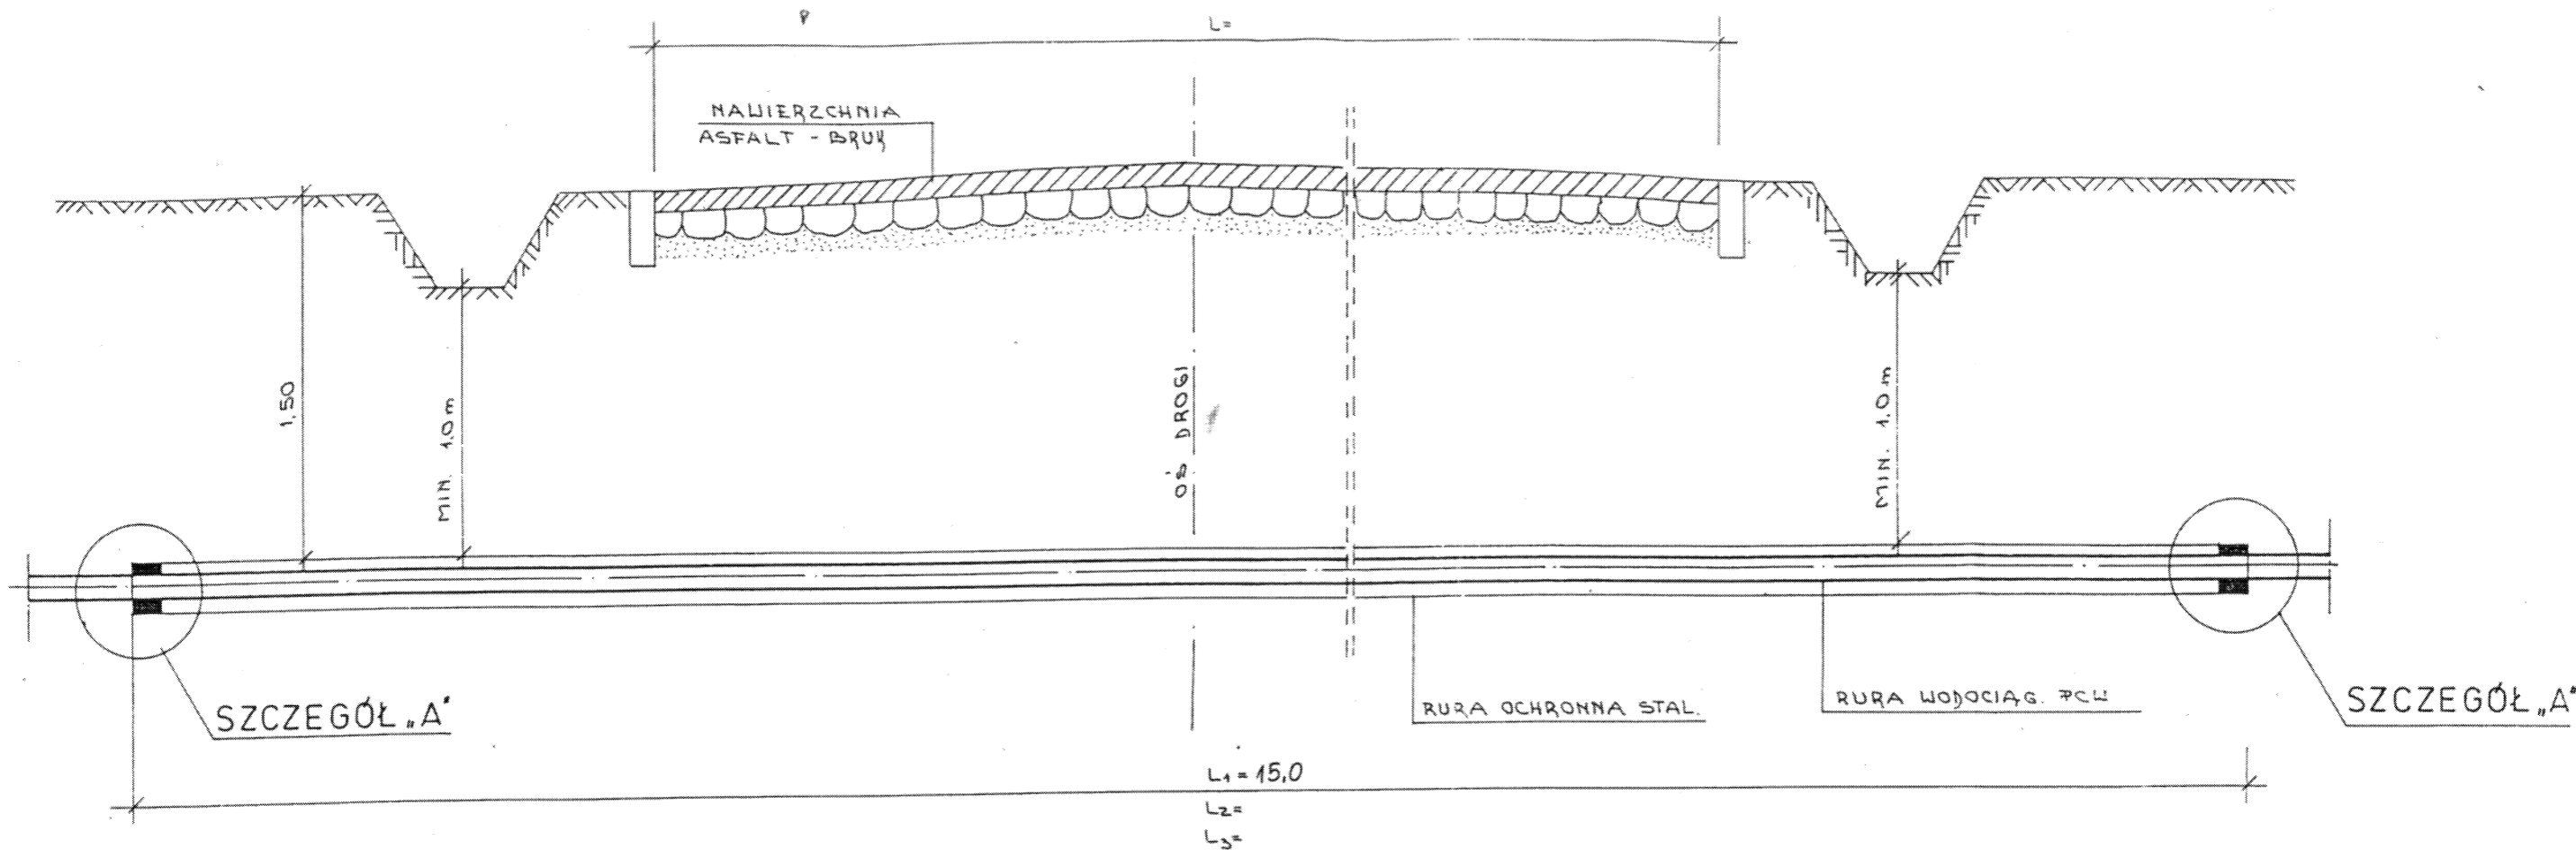 L=
NAWIERZCHNIA
ASFALT - BRUK
1,50
MIN. 1.0 m
OŚ DROGI
MIN. 1.0 m
SZCZEGÓŁ „A"
RURA OCHRONNA STAL.
RURA WODOCIĄG. PCW
SZCZEGÓŁ „A"
L1 = 15,0
L2=
L3=